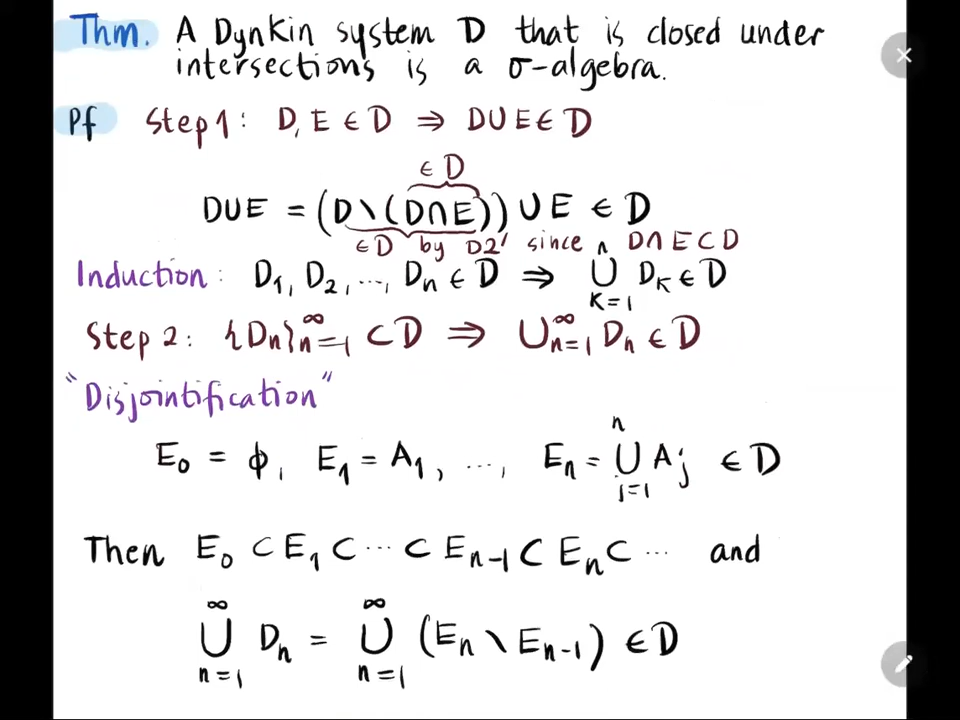 Thm. A Dynkin system D that is closed under
intersections is a σ-algebra.
Pf Step 1: D, E ∈ D ⇒ D∪E ∈ D
∈ D
D∪E = (D \ (D∩E)) ∪ E ∈ D
∈ D by D2' since D∩E ⊂ D
Induction: D₁, D₂, ..., Dₙ ∈ D ⇒ ⋃ₖ₌₁ⁿ Dₖ ∈ D
Step 2: {Dₙ}ₙ₌₁^∞ ⊂ D ⇒ ⋃ₙ₌₁^∞ Dₙ ∈ D
"Disjointification"
E₀ = ϕ, E₁ = A₁, ..., Eₙ = ⋃ⱼ₌₁ⁿ Aⱼ ∈ D
Then E₀ ⊂ E₁ ⊂ ... ⊂ Eₙ₋₁ ⊂ Eₙ ⊂ ... and
⋃ₙ₌₁^∞ Dₙ = ⋃ₙ₌₁^∞ (Eₙ \ Eₙ₋₁) ∈ D